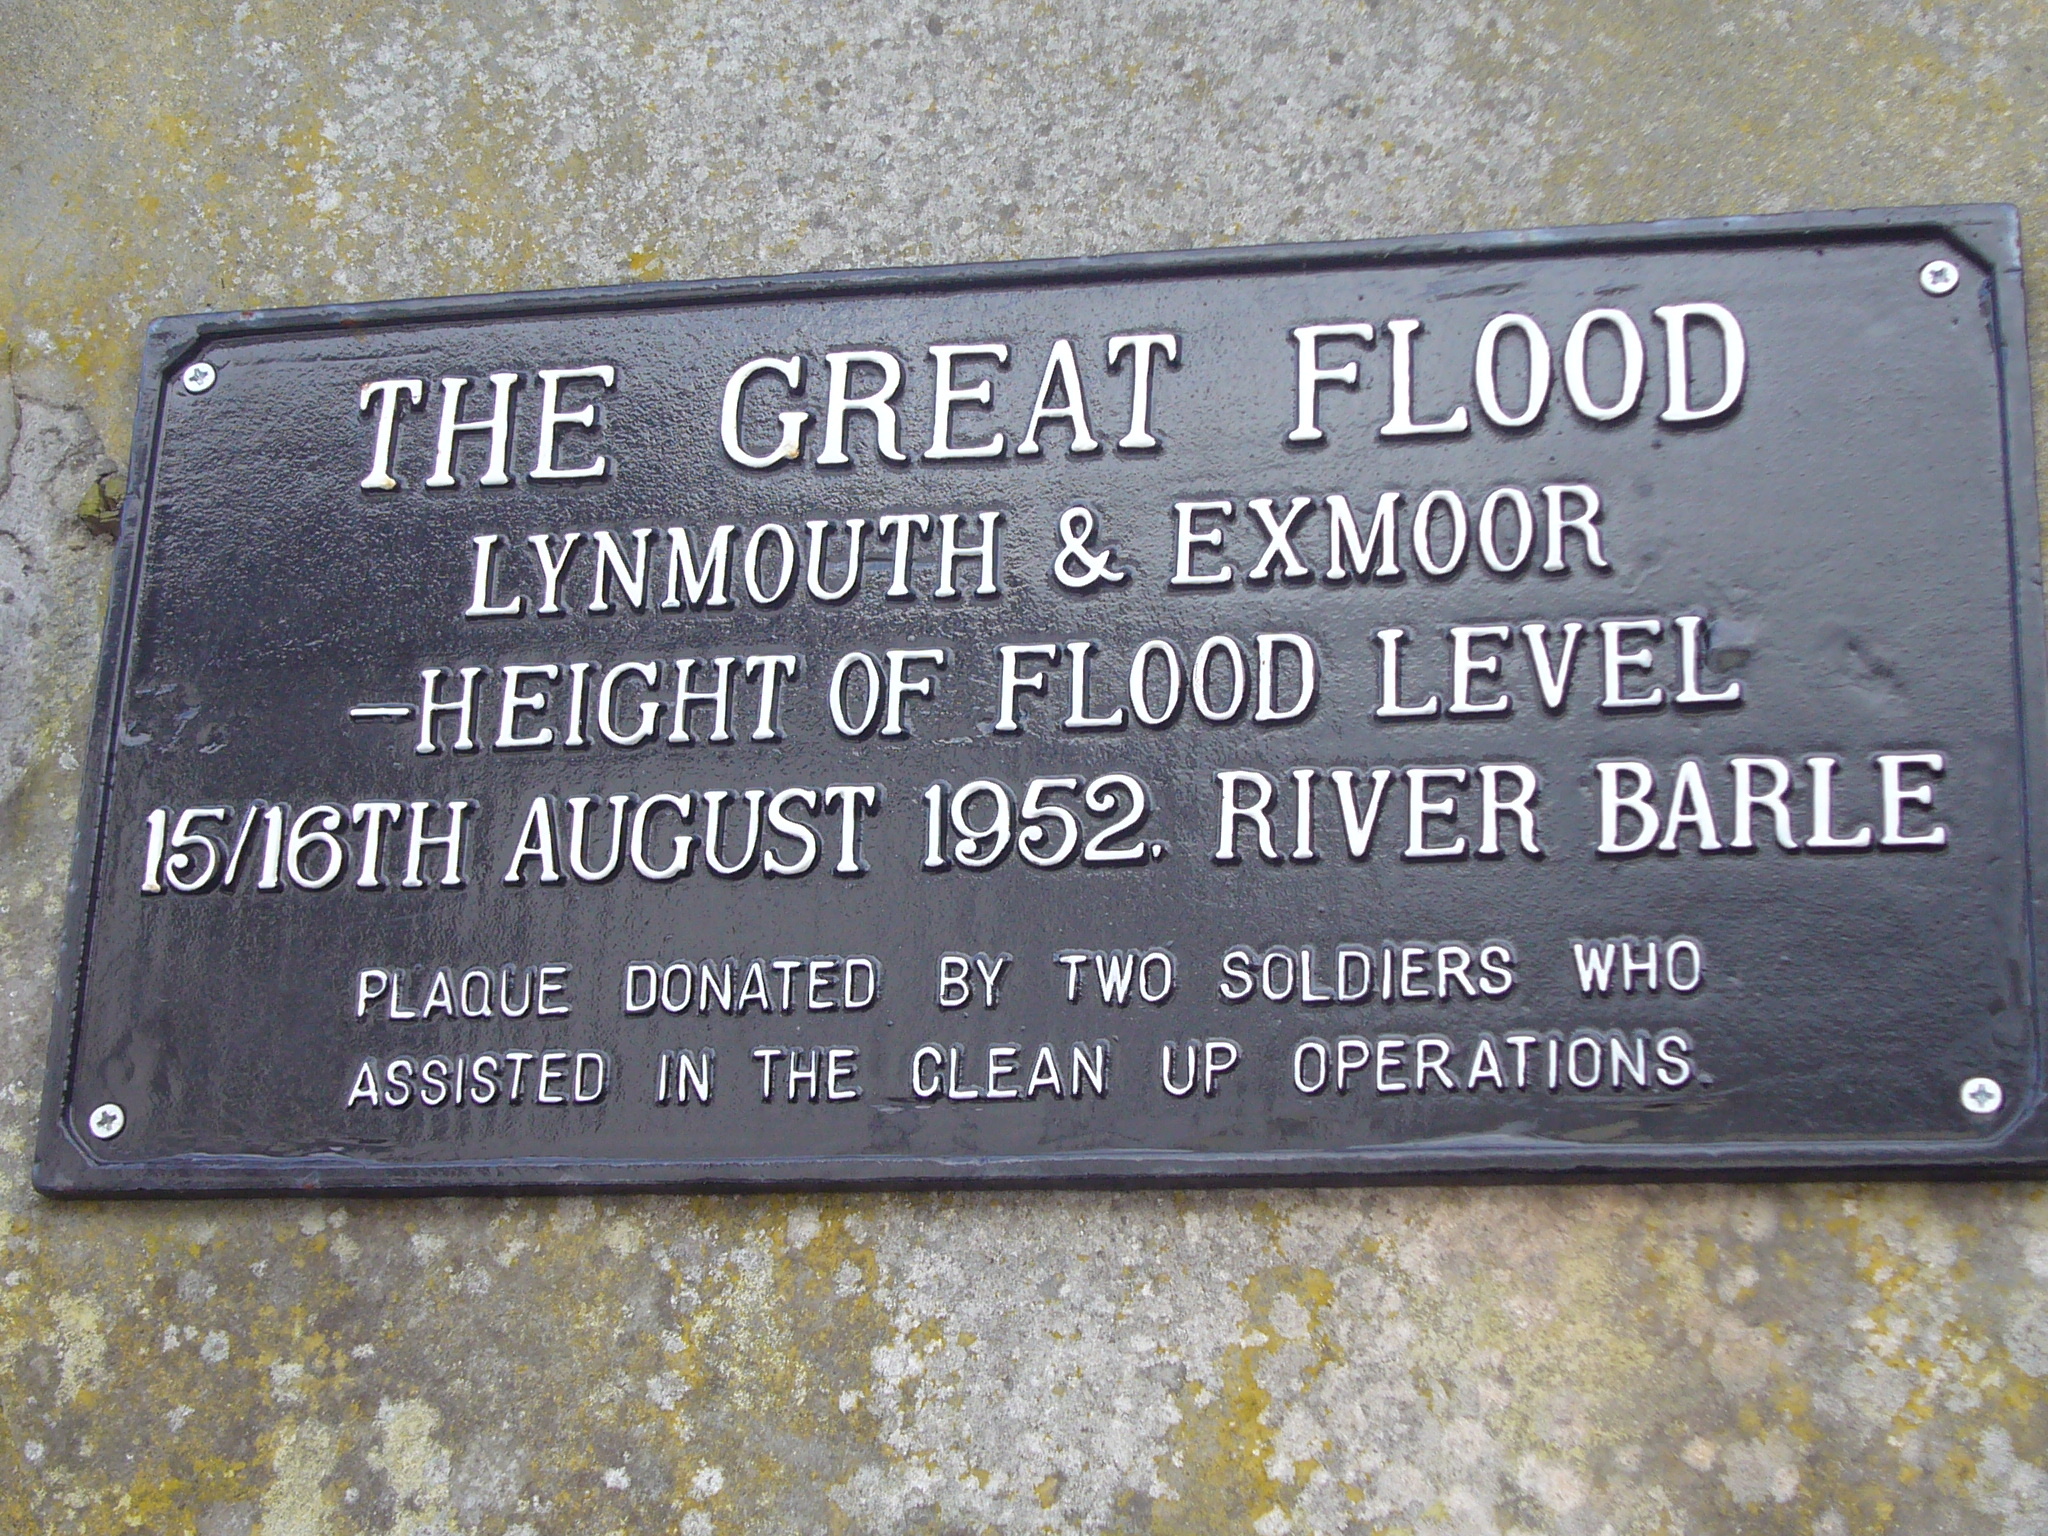 THE GREAT FLOOD
LYNMOUTH & EXMOOR
—HEIGHT OF FLOOD LEVEL
15/16TH AUGUST 1952. RIVER BARLE
PLAQUE DONATED BY TWO SOLDIERS WHO
ASSISTED IN THE CLEAN UP OPERATIONS.